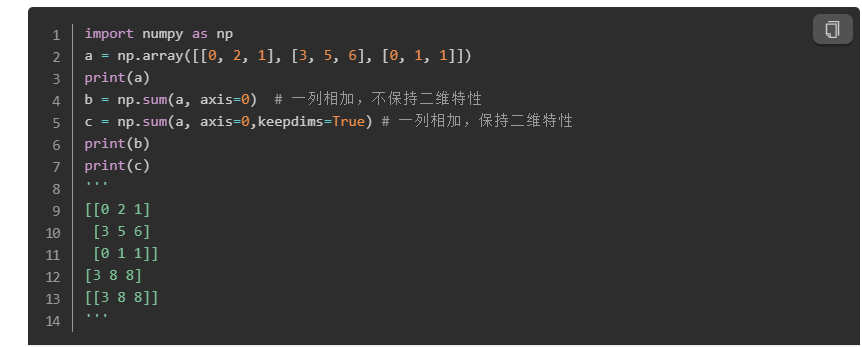 1 import numpy as np
2 a = np.array([[0, 2, 1], [3, 5, 6], [0, 1, 1]])
3 print(a)
4 b = np.sum(a, axis=0)  # 一列相加，不保持二维特性
5 c = np.sum(a, axis=0,keepdims=True) # 一列相加，保持二维特性
6 print(b)
7 print(c)
8 '''
9 [[0 2 1]
10  [3 5 6]
11  [0 1 1]]
12 [3 8 8]
13 [[3 8 8]]
14 '''